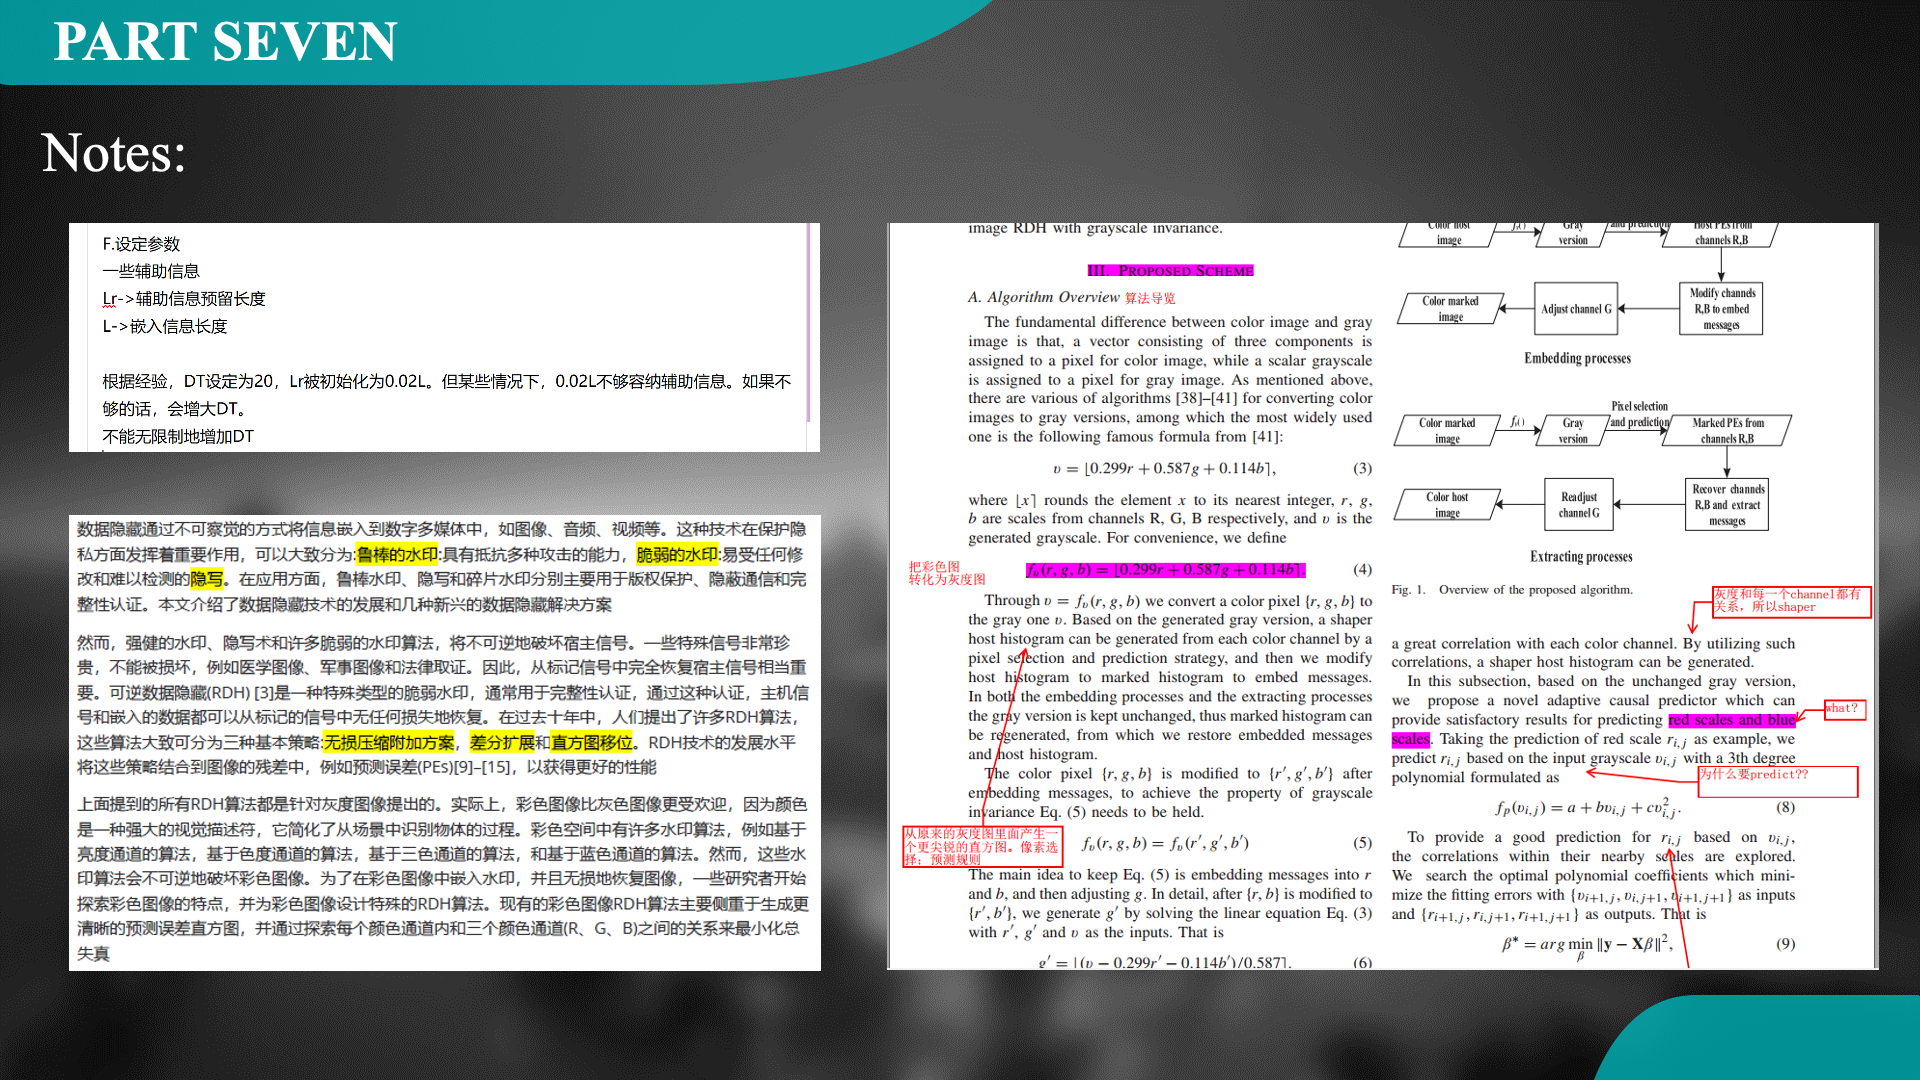 PART SEVEN
Notes:
F.设定参数
一些辅助信息
Lr->辅助信息预留长度
L->嵌入信息长度
根据经验，DT设定为20，Lr被初始化为0.02L。但某些情况下，0.02L不够容纳辅助信息。如果不
够的话，会增大DT。
不能无限制地增加DT
数据隐藏通过不可察觉的方式将信息嵌入到数字多媒体中，如图像、音频、视频等。这种技术在保护隐
私方面发挥着重要作用，可以大致分为:鲁棒的水印:具有抵抗多种攻击的能力，脆弱的水印:易受任何修
改和难以检测的隐写。在应用方面，鲁棒水印、隐写和碎片水印分别主要用于版权保护、隐蔽通信和完
整性认证。本文介绍了数据隐藏技术的发展和几种新兴的数据隐藏解决方案
然而，强健的水印、隐写术和许多脆弱的水印算法，将不可逆地破坏宿主信号。一些特殊信号非常珍
贵，不能被损坏，例如医学图像、军事图像和法律取证。因此，从标记信号中完全恢复宿主信号相当重
要。可逆数据隐藏(RDH) [3]是一种特殊类型的脆弱水印，通常用于完整性认证，通过这种认证，主机信
号和嵌入的数据都可以从标记的信号中无任何损失地恢复。在过去十年中，人们提出了许多RDH算法，
这些算法大致可分为三种基本策略:无损压缩附加方案，差分扩展和直方图移位。RDH技术的发展水平
将这些策略结合到图像的残差中，例如预测误差(PEs)[9]–[15]，以获得更好的性能
上面提到的所有RDH算法都是针对灰度图像提出的。实际上，彩色图像比灰色图像更受欢迎，因为颜色
是一种强大的视觉描述符，它简化了从场景中识别物体的过程。彩色空间中有许多水印算法，例如基于
亮度通道的算法，基于色度通道的算法，基于三色通道的算法，和基于蓝色通道的算法。然而，这些水
印算法会不可逆地破坏彩色图像。为了在彩色图像中嵌入水印，并且无损地恢复图像，一些研究者开始
探索彩色图像的特点，并为彩色图像设计特殊的RDH算法。现有的彩色图像RDH算法主要侧重于生成更
清晰的预测误差直方图，并通过探索每个颜色通道内和三个颜色通道(R、G、B)之间的关系来最小化总
失真
image RDH with grayscale invariance.
III. PROPOSED SCHEME
A. Algorithm Overview 算法导览
The fundamental difference between color image and gray
image is that, a vector consisting of three components is
assigned to a pixel for color image, while a scalar grayscale
is assigned to a pixel for gray image. As mentioned above,
there are various of algorithms [38]–[41] for converting color
images to gray versions, among which the most widely used
one is the following famous formula from [41]:
υ = ⌊0.299r + 0.587g + 0.114b⌉, (3)
where ⌊x⌉ rounds the element x to its nearest integer, r, g,
b are scales from channels R, G, B respectively, and υ is the
generated grayscale. For convenience, we define
把彩色图
转化为灰度图
fᵥ(r, g, b) = ⌊0.299r + 0.587g + 0.114b⌉. (4)
Through υ = fᵥ(r, g, b) we convert a color pixel {r, g, b} to
the gray one υ. Based on the generated gray version, a shaper
host histogram can be generated from each color channel by a
pixel selection and prediction strategy, and then we modify
host histogram to marked histogram to embed messages.
In both the embedding processes and the extracting processes
the gray version is kept unchanged, thus marked histogram can
be regenerated, from which we restore embedded messages
and host histogram.
The color pixel {r, g, b} is modified to {r′, g′, b′} after
embedding messages, to achieve the property of grayscale
invariance Eq. (5) needs to be held.
从原来的灰度图里面产生一
个更尖锐的直方图。像素选
择; 预测规则
fᵥ(r, g, b) = fᵥ(r′, g′, b′) (5)
The main idea to keep Eq. (5) is embedding messages into r
and b, and then adjusting g. In detail, after {r, b} is modified to
{r′, b′}, we generate g′ by solving the linear equation Eq. (3)
with r′, g′ and υ as the inputs. That is
g′ = ⌊(υ − 0.299r′ − 0.114b′)/0.587⌉. (6)
Color host
image
fᵥ()
Gray
version
and prediction
Host PEs from
channels R,B
Color marked
image
Adjust channel G
Modify channels
R,B to embed
messages
Embedding processes
Color marked
image
fᵥ()
Gray
version
Pixel selection
and prediction
Marked PEs from
channels R,B
Color host
image
Readjust
channel G
Recover channels
R,B and extract
messages
Extracting processes
Fig. 1. Overview of the proposed algorithm.
灰度和每一个channel都有
关系，所以shaper
a great correlation with each color channel. By utilizing such
correlations, a shaper host histogram can be generated.
In this subsection, based on the unchanged gray version,
we propose a novel adaptive causal predictor which can
provide satisfactory results for predicting red scales and blue
what?
scales. Taking the prediction of red scale rᵢ,ⱼ as example, we
predict rᵢ,ⱼ based on the input grayscale υᵢ,ⱼ with a 3th degree
polynomial formulated as
为什么要predict??
fₚ(υᵢ,ⱼ) = a + bυᵢ,ⱼ + cυ²ᵢ,ⱼ. (8)
To provide a good prediction for rᵢ,ⱼ based on υᵢ,ⱼ,
the correlations within their nearby scales are explored.
We search the optimal polynomial coefficients which mini-
mize the fitting errors with {υᵢ₊₁,ⱼ, υᵢ,ⱼ₊₁, υᵢ₊₁,ⱼ₊₁} as inputs
and {rᵢ₊₁,ⱼ, rᵢ,ⱼ₊₁, rᵢ₊₁,ⱼ₊₁} as outputs. That is
β* = arg min β ‖y − Xβ‖², (9)